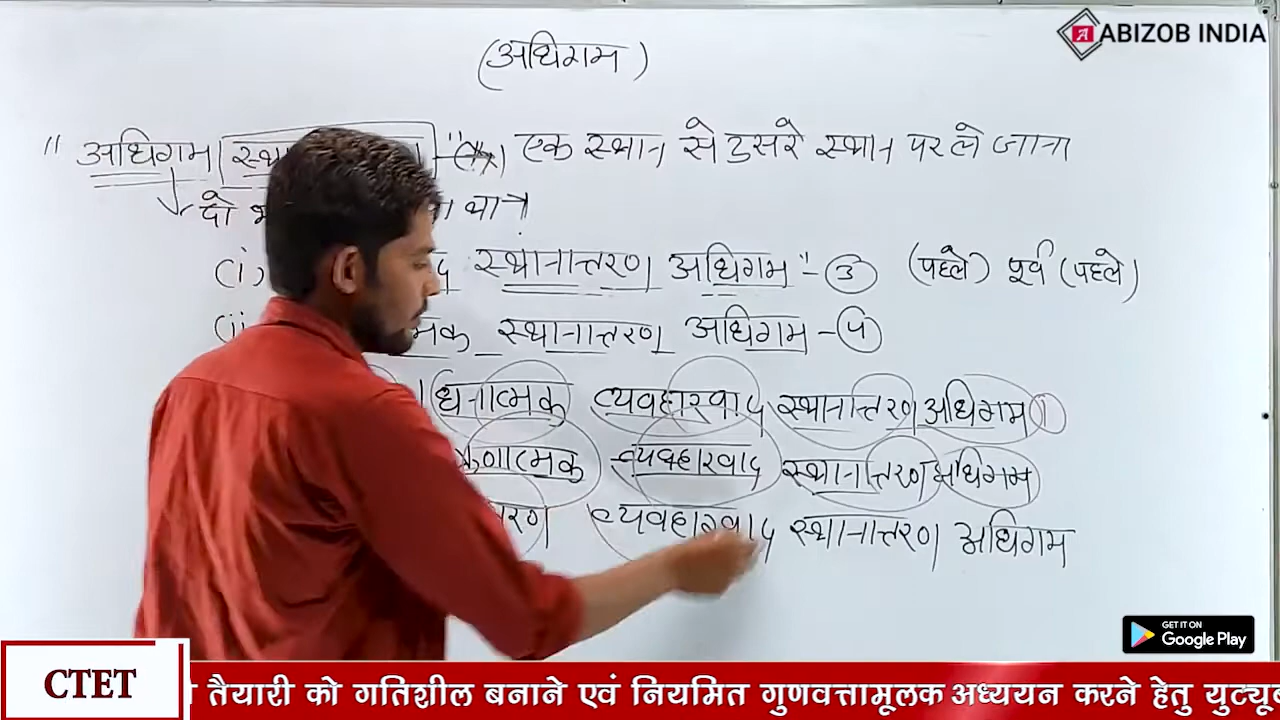 ABIZOB INDIA
(अधिगम)
" अधिगम स्था " एक स्थान से दुसरे स्थान पर ले जाना
दो
(i) स्थानात्तरण अधिगम" - ③ (पहले) पूर्व (पहले)
(ii) स्थानात्तरण अधिगम - ④
धनात्मक व्यवहारवाद स्थानात्तरण अधिगम
ऋणात्मक व्यवहारवाद स्थानात्तरण अधिगम
व्यवहारवाद स्थानात्तरण अधिगम
GET IT ON
Google Play
CTET
तैयारी को गतिशील बनाने एवं नियमित गुणवत्तामूलक अध्ययन करने हेतु